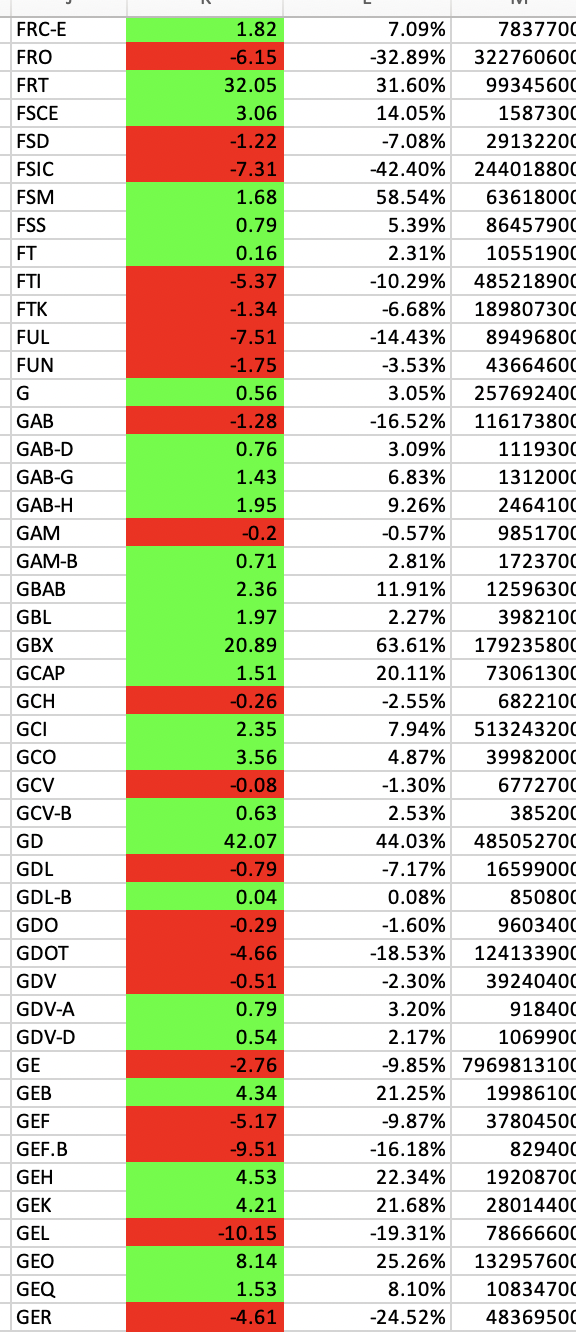 FRC-E 1.82 7.09% 7837700
FRO -6.15 -32.89% 322760600
FRT 32.05 31.60% 99345600
FSCE 3.06 14.05% 1587300
FSD -1.22 -7.08% 29132200
FSIC -7.31 -42.40% 244018800
FSM 1.68 58.54% 63618000
FSS 0.79 5.39% 86457900
FT 0.16 2.31% 10551900
FTI -5.37 -10.29% 485218900
FTK -1.34 -6.68% 189807300
FUL -7.51 -14.43% 89496800
FUN -1.75 -3.53% 43664600
G 0.56 3.05% 257692400
GAB -1.28 -16.52% 116173800
GAB-D 0.76 3.09% 1119300
GAB-G 1.43 6.83% 1312000
GAB-H 1.95 9.26% 2464100
GAM -0.2 -0.57% 9851700
GAM-B 0.71 2.81% 1723700
GBAB 2.36 11.91% 12596300
GBL 1.97 2.27% 3982100
GBX 20.89 63.61% 179235800
GCAP 1.51 20.11% 73061300
GCH -0.26 -2.55% 6822100
GCI 2.35 7.94% 513243200
GCO 3.56 4.87% 39982000
GCV -0.08 -1.30% 6772700
GCV-B 0.63 2.53% 385200
GD 42.07 44.03% 485052700
GDL -0.79 -7.17% 16599000
GDL-B 0.04 0.08% 850800
GDO -0.29 -1.60% 9603400
GDOT -4.66 -18.53% 124133900
GDV -0.51 -2.30% 39240400
GDV-A 0.79 3.20% 918400
GDV-D 0.54 2.17% 1069900
GE -2.76 -9.85% 7969813100
GEB 4.34 21.25% 19986100
GEF -5.17 -9.87% 37804500
GEF.B -9.51 -16.18% 829400
GEH 4.53 22.34% 19208700
GEK 4.21 21.68% 28014400
GEL -10.15 -19.31% 78666600
GEO 8.14 25.26% 132957600
GEQ 1.53 8.10% 10834700
GER -4.61 -24.52% 48369500